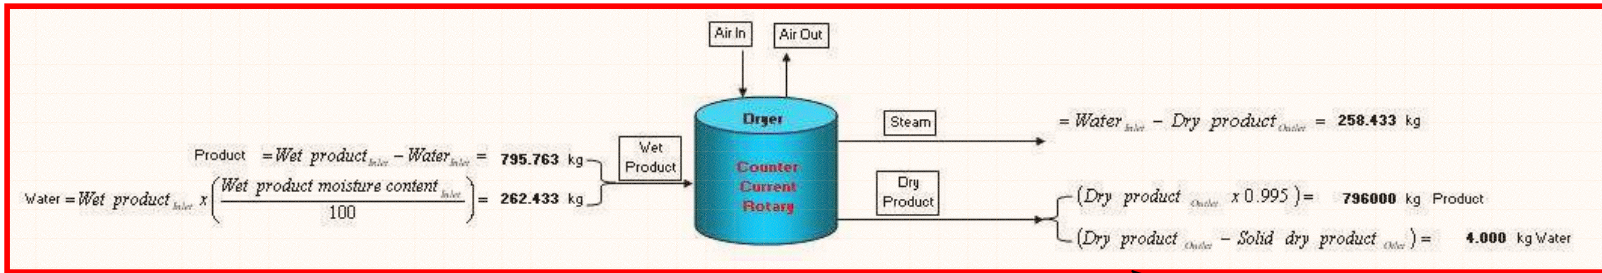 Air In
Air Out
Dryer
Counter
Current
Rotary
Wet
Product
Product = Wet product Inlet – Water Inlet = 795.763 kg
Water = Wet product Inlet x ( Wet product moisture content Inlet / 100 ) = 262.433 kg
Steam
= Water Inlet – Dry product Outlet = 258.433 kg
Dry
Product
(Dry product Outlet x 0.995) = 796000 kg Product
(Dry product Outlet – Solid dry product Otlet) = 4.000 kg Water